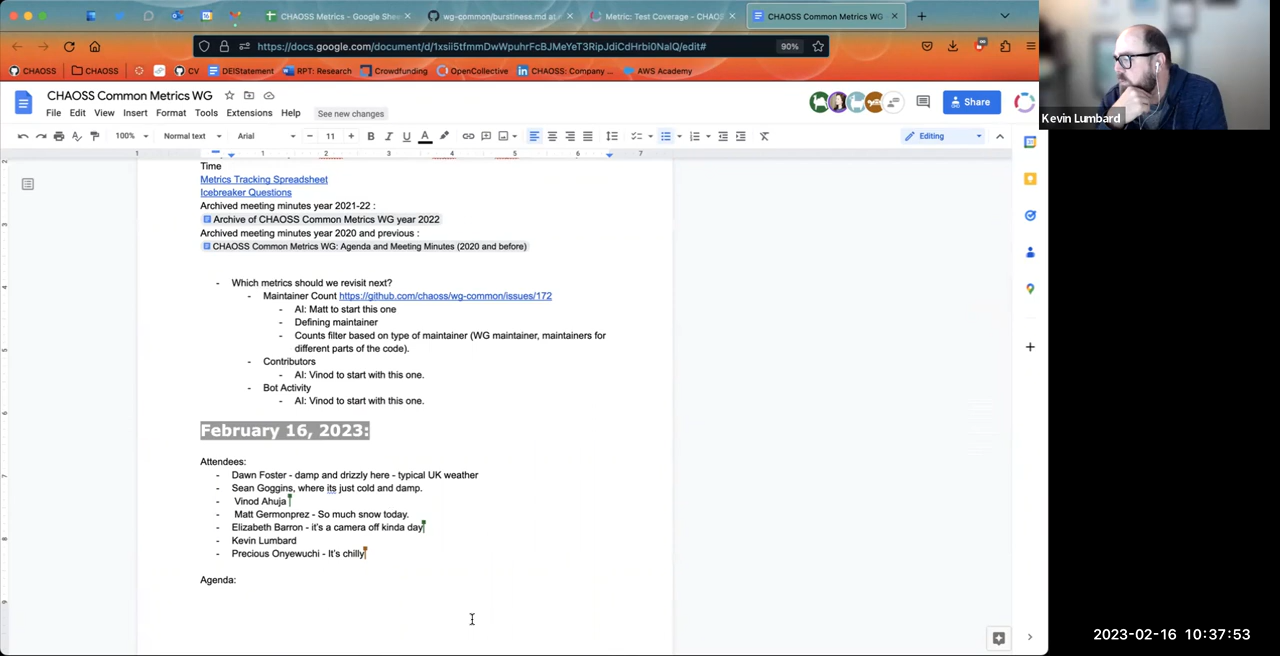 CHAOSS Metrics - Google She
wg-common/burstiness.md at
Metric: Test Coverage - CHAO
CHAOSS Common Metrics WG
https://docs.google.com/document/d/1xsii5tfmmDwWpuhrFcBJMeYeT3RipJdiCdHrbi0NalQ/edit#
90%
CHAOSS
CHAOSS
CV
DEIStatement
RPT: Research
Crowdfunding
OpenCollective
CHAOSS: Company ...
AWS Academy
CHAOSS Common Metrics WG
File Edit View Insert Format Tools Extensions Help
See new changes
Share
100%
Normal text
Arial
11
Editing
Time
Metrics Tracking Spreadsheet
Icebreaker Questions
Archived meeting minutes year 2021-22 :
Archive of CHAOSS Common Metrics WG year 2022
Archived meeting minutes year 2020 and previous :
CHAOSS Common Metrics WG: Agenda and Meeting Minutes (2020 and before)
- Which metrics should we revisit next?
- Maintainer Count https://github.com/chaoss/wg-common/issues/172
- AI: Matt to start this one
- Defining maintainer
- Counts filter based on type of maintainer (WG maintainer, maintainers for
different parts of the code).
- Contributors
- AI: Vinod to start with this one.
- Bot Activity
- AI: Vinod to start with this one.
February 16, 2023:
Attendees:
- Dawn Foster - damp and drizzly here - typical UK weather
- Sean Goggins, where its just cold and damp.
- Vinod Ahuja
- Matt Germonprez - So much snow today.
- Elizabeth Barron - it's a camera off kinda day
- Kevin Lumbard
- Precious Onyewuchi - It's chilly
Agenda:
Kevin Lumbard
2023-02-16 10:37:53